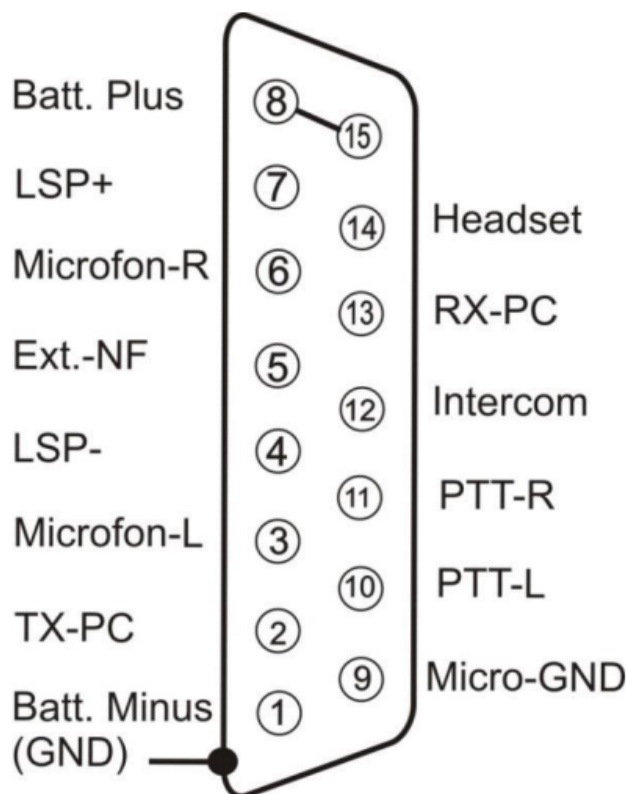 Batt. Plus
8
15
LSP+
7
14
Headset
Microfon-R
6
13
RX-PC
Ext.-NF
5
12
Intercom
LSP-
4
11
PTT-R
Microfon-L
3
10
PTT-L
TX-PC
2
9
Micro-GND
Batt. Minus
(GND)
1